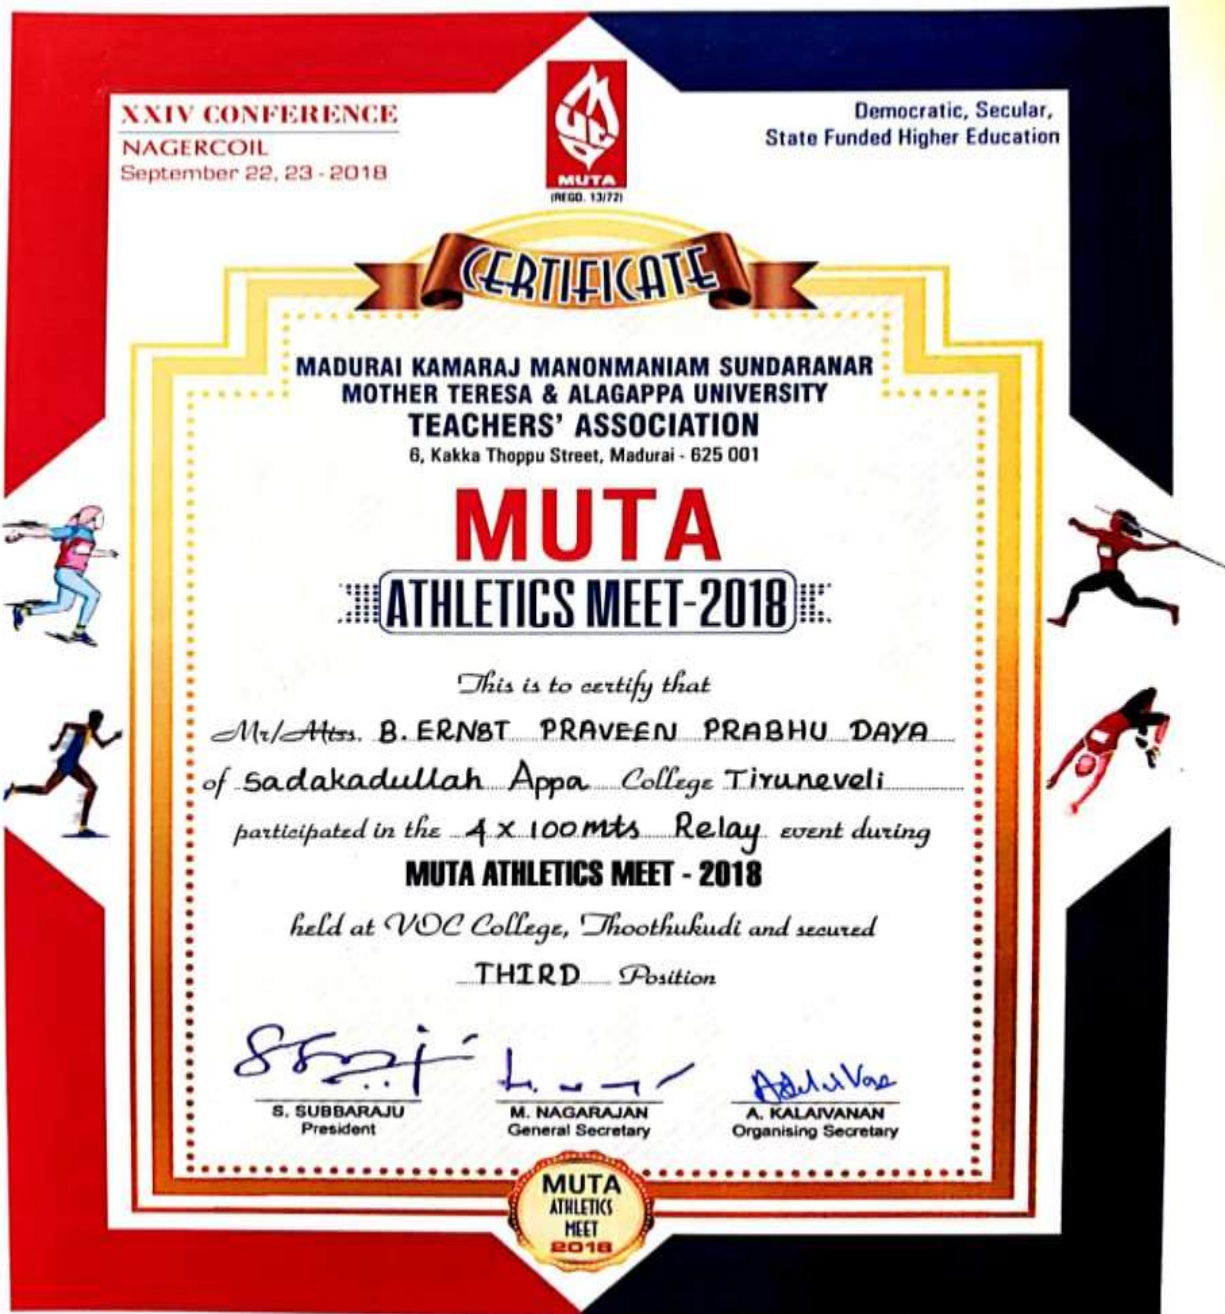 XXIV CONFERENCE
NAGERCOIL
September 22, 23 - 2018
MUTA
(REGD. 13/72)
Democratic, Secular,
State Funded Higher Education
CERTIFICATE
MADURAI KAMARAJ MANONMANIAM SUNDARANAR
MOTHER TERESA & ALAGAPPA UNIVERSITY
TEACHERS' ASSOCIATION
6, Kakka Thoppu Street, Madurai - 625 001
MUTA
ATHLETICS MEET-2018
This is to certify that
Mr/Miss. B. ERNST PRAVEEN PRABHU DAYA
of Sadakadullah Appa College Tiruneveli
participated in the 4 x 100 mts Relay event during
MUTA ATHLETICS MEET - 2018
held at VOC College, Thoothukudi and secured
THIRD Position
S. SUBBARAJU
President
M. NAGARAJAN
General Secretary
A. KALAIVANAN
Organising Secretary
MUTA
ATHLETICS
MEET
2018